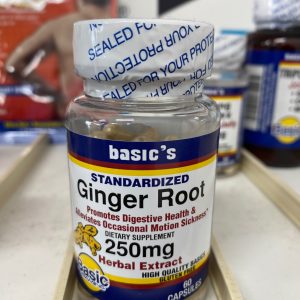 SEALED FOR YOUR
PROTECTION
SEALED FOR YOUR PROTE
basic's
STANDARDIZED
Ginger Root
Promotes Digestive Health &
Alleviates Occasional Motion Sickness*
DIETARY SUPPLEMENT
250mg
Herbal Extract
HIGH QUALITY BASICS
GLUTEN FREE
basic
60
CAPSULES